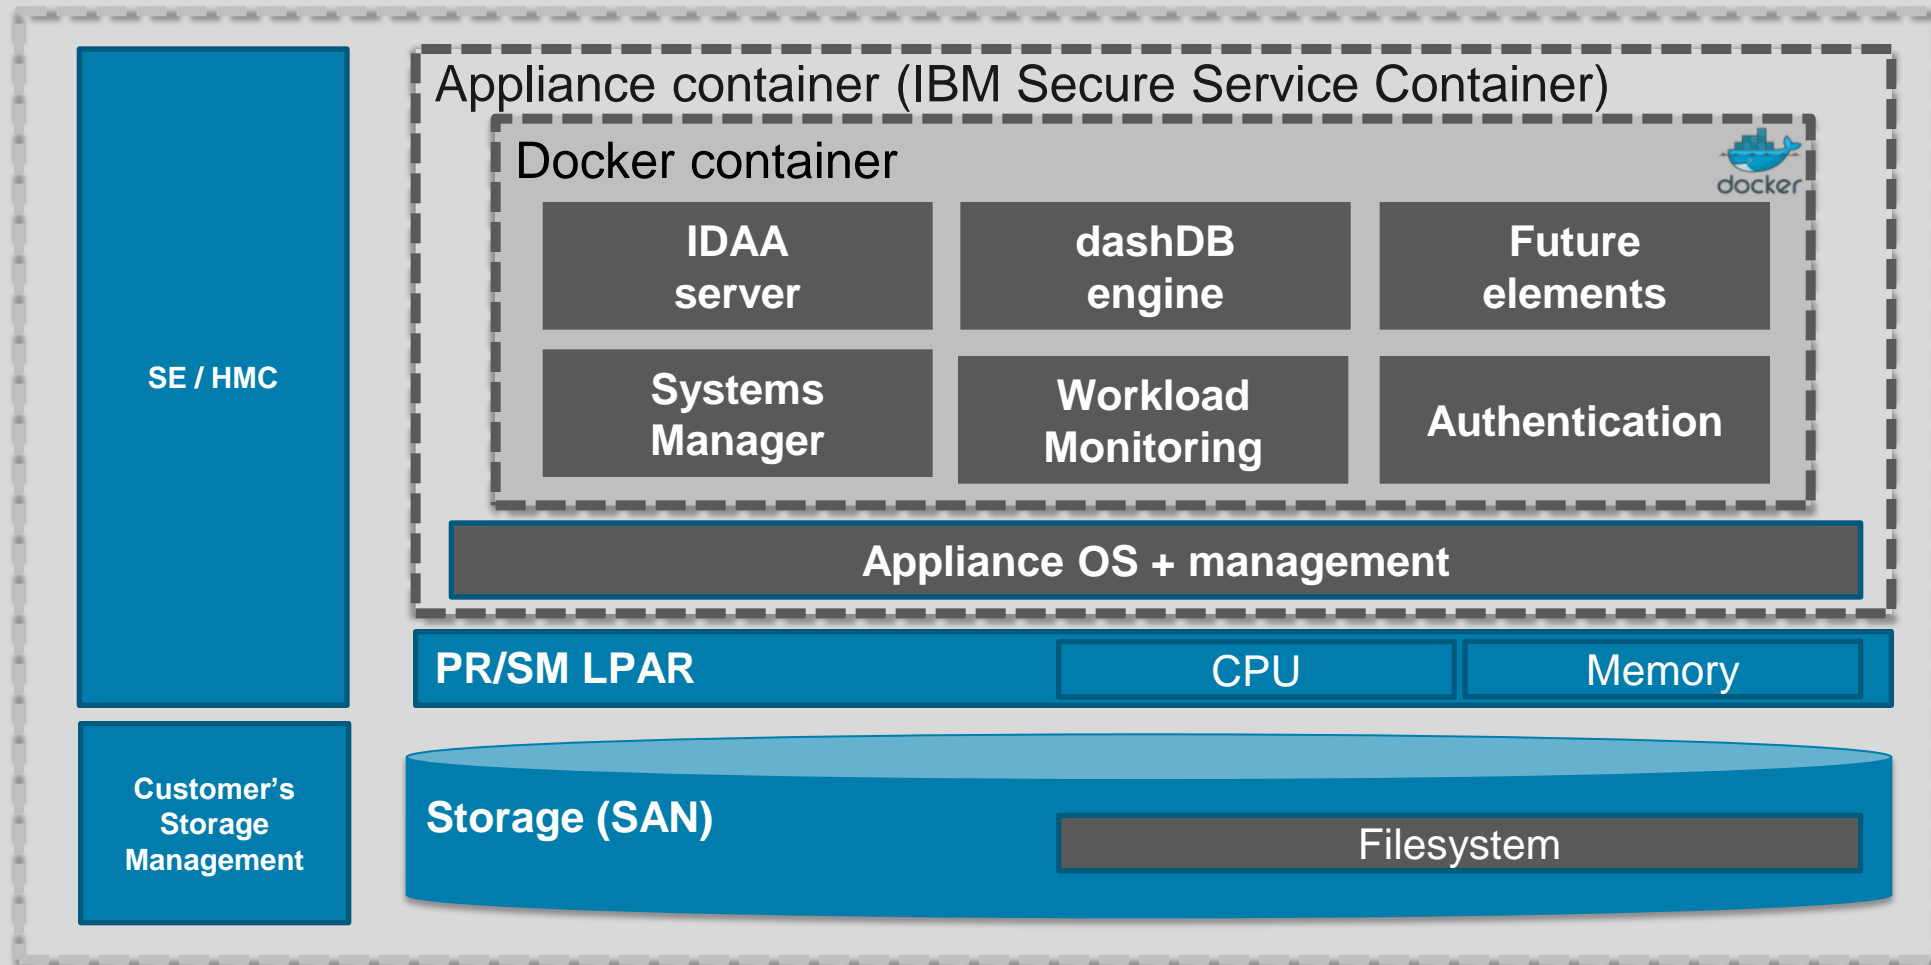 Appliance container (IBM Secure Service Container)
Docker container
docker
IDAA
server
dashDB
engine
Future
elements
Systems
Manager
Workload
Monitoring
Authentication
Appliance OS + management
SE / HMC
PR/SM LPAR
CPU
Memory
Customer’s
Storage
Management
Storage (SAN)
Filesystem